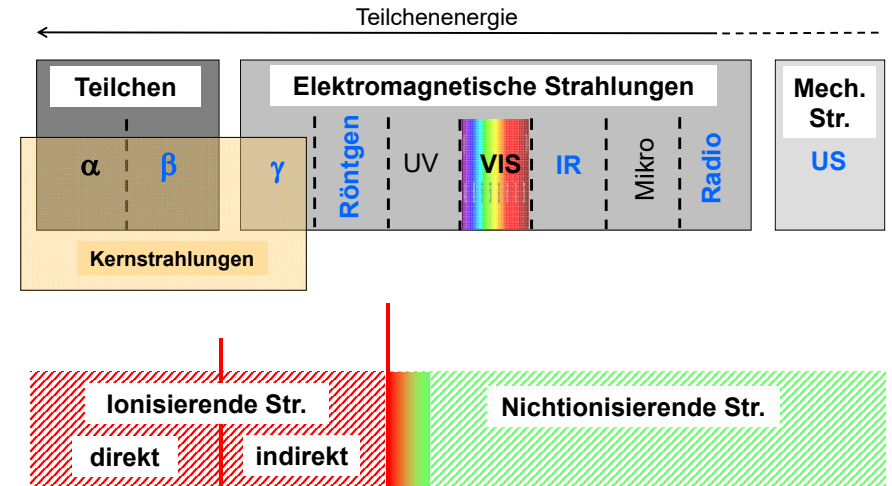 Teilchenenergie
Teilchen
Elektromagnetische Strahlungen
Mech.
Str.
α
β
γ
Röntgen
UV
VIS
IR
Mikro
Radio
US
Kernstrahlungen
Ionisierende Str.
Nichtionisierende Str.
direkt
indirekt